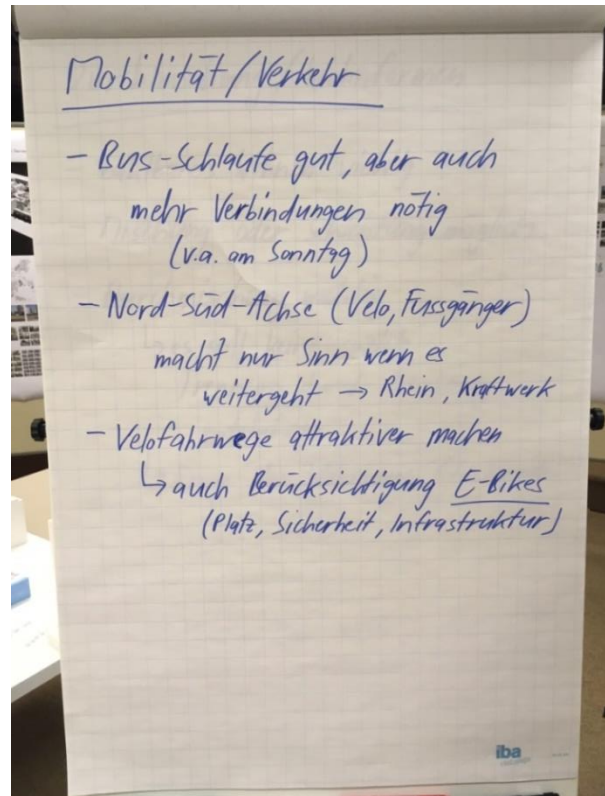 Mobilität/Verkehr
- Bus-Schlaufe gut, aber auch
mehr Verbindungen nötig
(v.a. am Sonntag)
- Nord-Süd-Achse (Velo, Fussgänger)
macht nur Sinn wenn es
weitergeht → Rhein, Kraftwerk
- Velofahrwege attraktiver machen
↳ auch Berücksichtigung E-Bikes
(Platz, Sicherheit, Infrastruktur)
iba